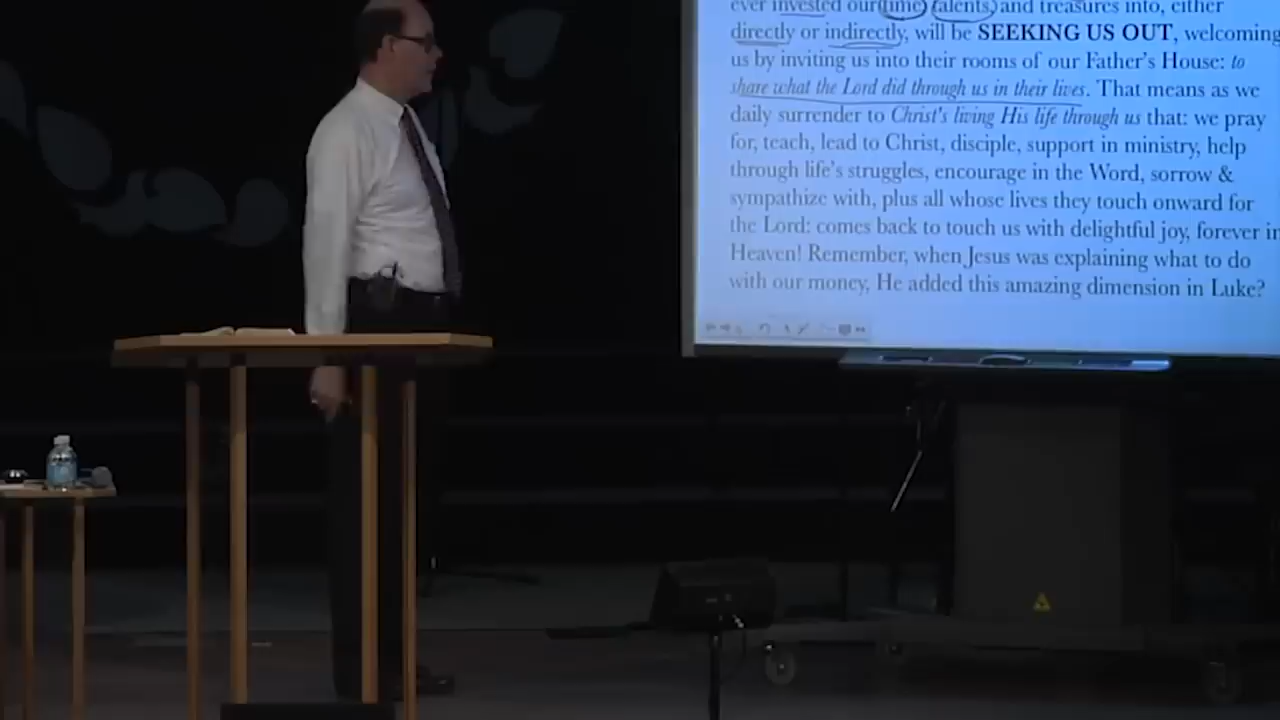 ever invested our time, talents, and treasures into, either
directly or indirectly, will be SEEKING US OUT, welcoming
us by inviting us into their rooms of our Father's House: to
share what the Lord did through us in their lives. That means as we
daily surrender to Christ's living His life through us that: we pray
for, teach, lead to Christ, disciple, support in ministry, help
through life's struggles, encourage in the Word, sorrow &
sympathize with, plus all whose lives they touch onward for
the Lord: comes back to touch us with delightful joy, forever in
Heaven! Remember, when Jesus was explaining what to do
with our money, He added this amazing dimension in Luke?